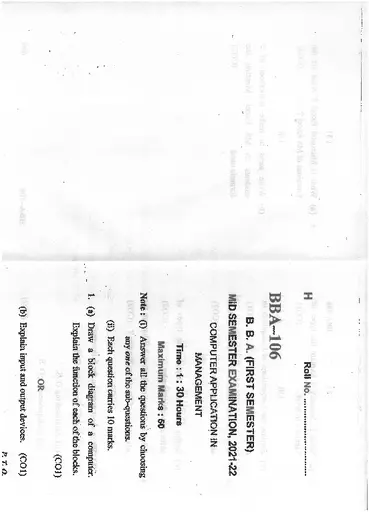 H
Roll No. ..............................
BBA–106
B. B. A. (FIRST SEMESTER)
MID SEMESTER EXAMINATION, 2021-22
COMPUTER APPLICATION IN
MANAGEMENT
Time : 1 : 30 Hours
Maximum Marks : 50
Note : (i) Answer all the questions by choosing
any one of the sub-questions.
(ii) Each question carries 10 marks.
1. (a) Draw a block diagram of a computer.
Explain the function of each of the blocks.
(CO1)
OR
(b) Explain input and output devices. (CO1)
P. T. O.